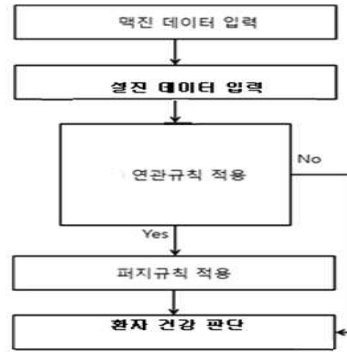 맥진 데이터 입력
설진 데이터 입력
연관규칙 적용
No
Yes
퍼지규칙 적용
환자 건강 판단